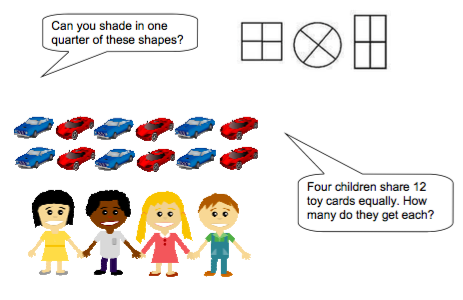 Can you shade in one
quarter of these shapes?
Four children share 12
toy cards equally. How
many do they get each?